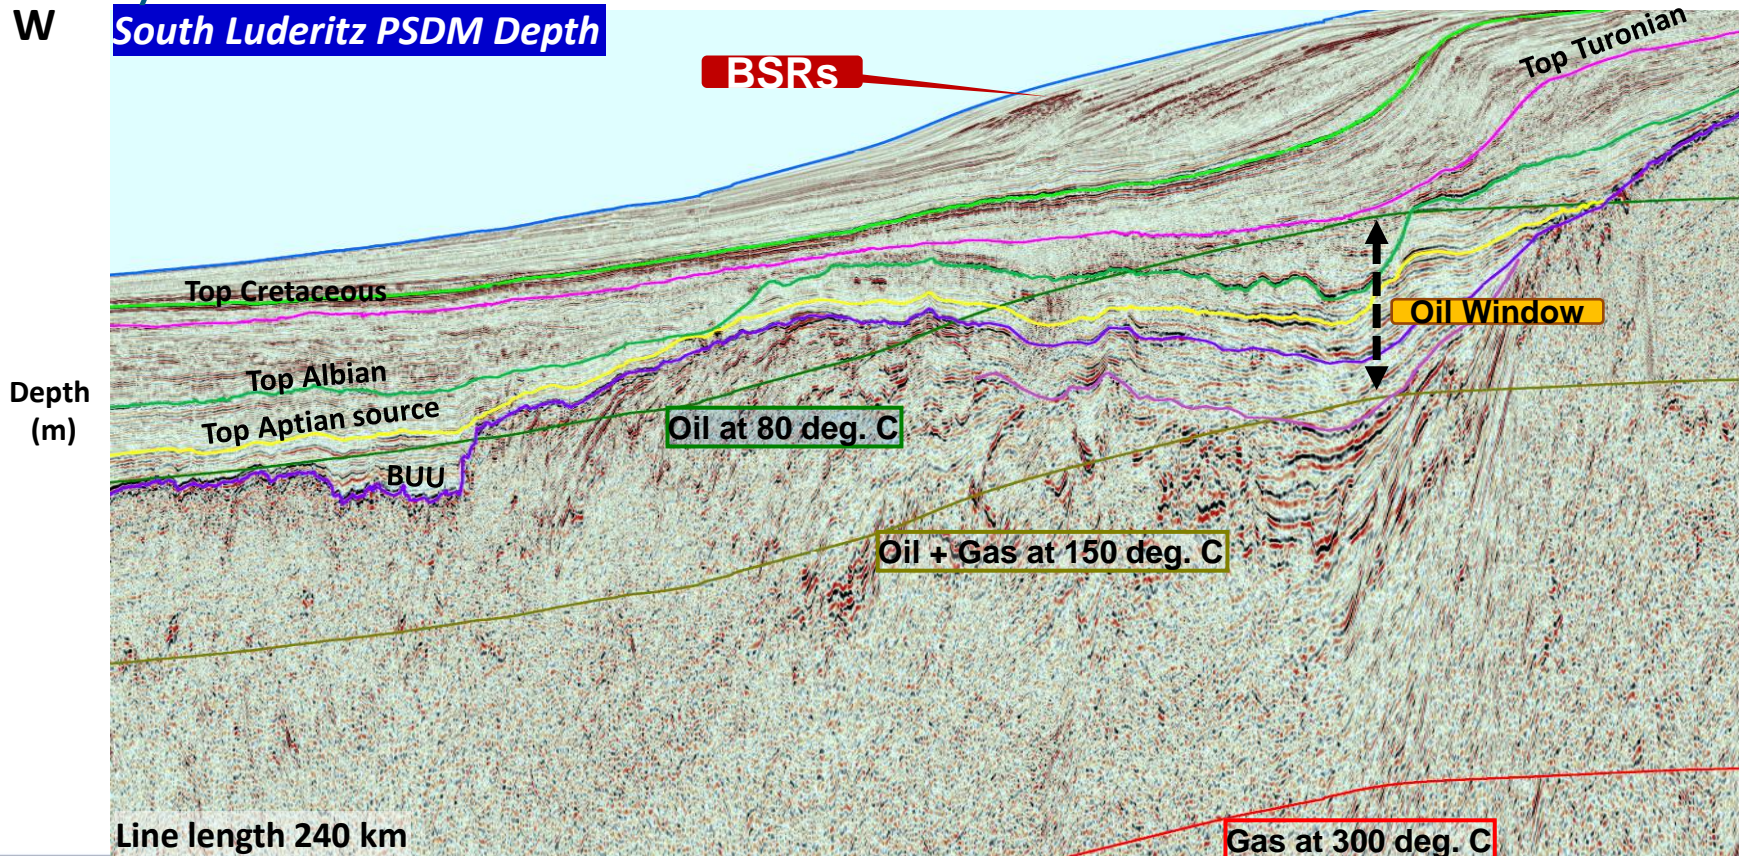 W
South Luderitz PSDM Depth
BSRs
Top Turonian
Top Cretaceous
Oil Window
Top Albian
Depth
(m)
Top Aptian source
Oil at 80 deg. C
BUU
Oil + Gas at 150 deg. C
Line length 240 km
Gas at 300 deg. C